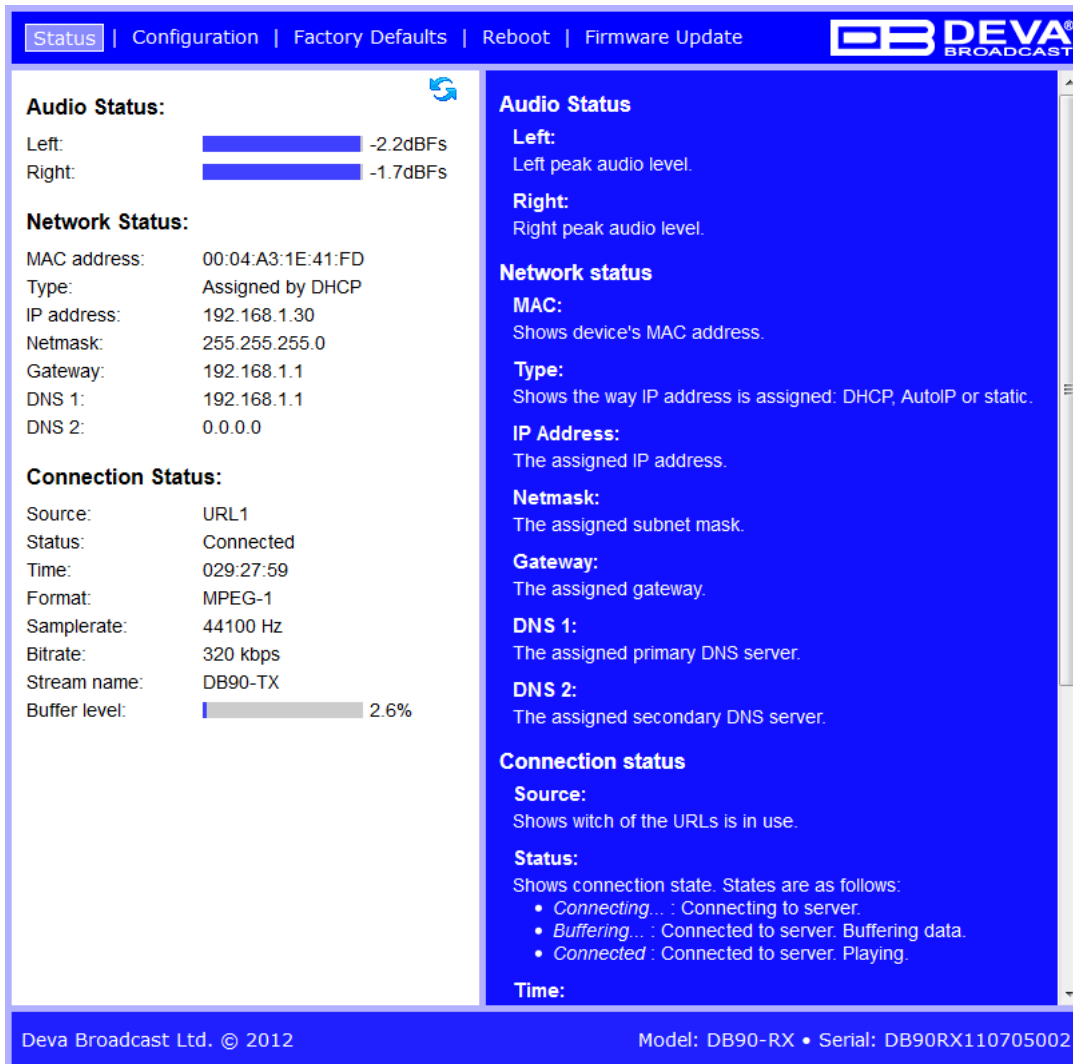 Status | Configuration | Factory Defaults | Reboot | Firmware Update
DEVA®
BROADCAST
Audio Status:
Left: -2.2dBFs
Right: -1.7dBFs
Network Status:
MAC address: 00:04:A3:1E:41:FD
Type: Assigned by DHCP
IP address: 192.168.1.30
Netmask: 255.255.255.0
Gateway: 192.168.1.1
DNS 1: 192.168.1.1
DNS 2: 0.0.0.0
Connection Status:
Source: URL1
Status: Connected
Time: 029:27:59
Format: MPEG-1
Samplerate: 44100 Hz
Bitrate: 320 kbps
Stream name: DB90-TX
Buffer level: 2.6%
Audio Status
Left:
Left peak audio level.
Right:
Right peak audio level.
Network status
MAC:
Shows device's MAC address.
Type:
Shows the way IP address is assigned: DHCP, AutoIP or static.
IP Address:
The assigned IP address.
Netmask:
The assigned subnet mask.
Gateway:
The assigned gateway.
DNS 1:
The assigned primary DNS server.
DNS 2:
The assigned secondary DNS server.
Connection status
Source:
Shows witch of the URLs is in use.
Status:
Shows connection state. States are as follows:
• Connecting... : Connecting to server.
• Buffering... : Connected to server. Buffering data.
• Connected : Connected to server. Playing.
Time:
Deva Broadcast Ltd. © 2012
Model: DB90-RX • Serial: DB90RX110705002